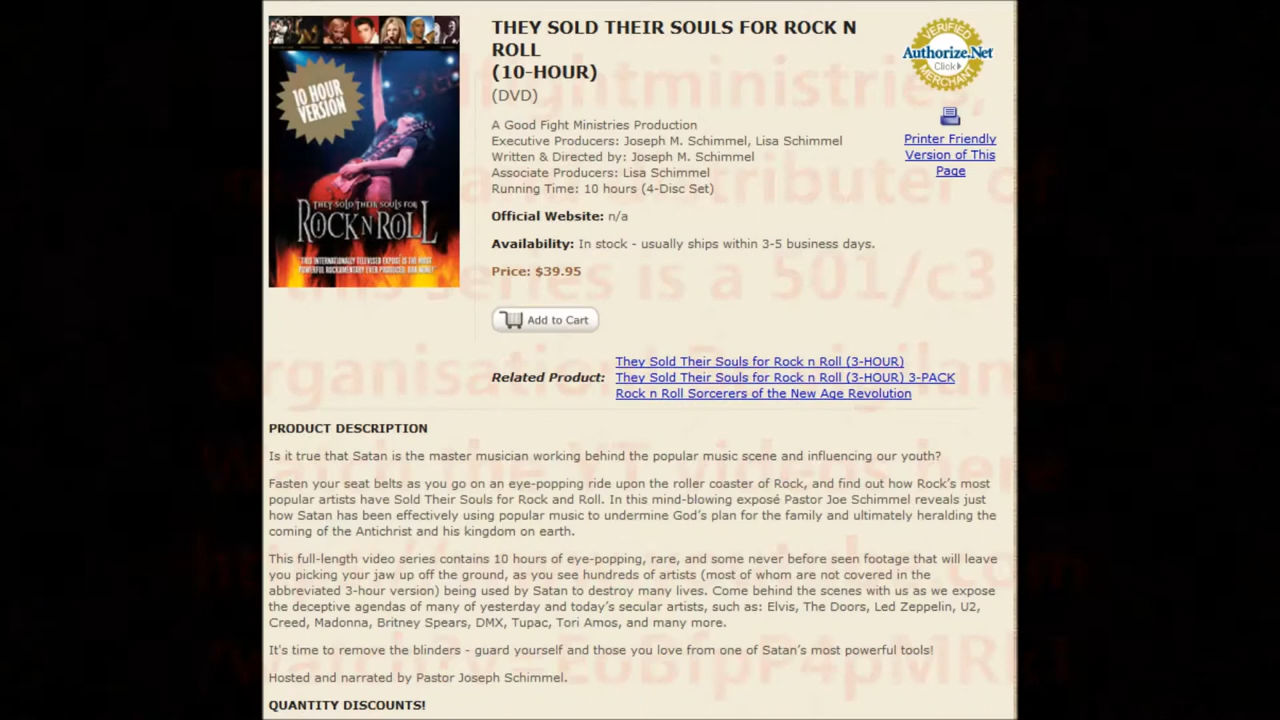 THEY SOLD THEIR SOULS FOR ROCK N
ROLL
(10-HOUR)
(DVD)
A Good Fight Ministries Production
Executive Producers: Joseph M. Schimmel, Lisa Schimmel
Written & Directed by: Joseph M. Schimmel
Associate Producers: Lisa Schimmel
Running Time: 10 hours (4-Disc Set)
Official Website: n/a
Availability: In stock - usually ships within 3-5 business days.
Price: $39.95
Add to Cart
Related Product:
They Sold Their Souls for Rock n Roll (3-HOUR)
They Sold Their Souls for Rock n Roll (3-HOUR) 3-PACK
Rock n Roll Sorcerers of the New Age Revolution
VERIFIED
Authorize.Net
Click
MERCHANT
Printer Friendly
Version of This
Page
10 HOUR
VERSION
THEY SOLD THEIR SOULS FOR
ROCK N ROLL
THIS INTERNATIONALLY TELEVISED EXPOSE IS THE MOST
POWERFUL ROCKUMENTARY EVER PRODUCED
PRODUCT DESCRIPTION
Is it true that Satan is the master musician working behind the popular music scene and influencing our youth?
Fasten your seat belts as you go on an eye-popping ride upon the roller coaster of Rock, and find out how Rock's most
popular artists have Sold Their Souls for Rock and Roll. In this mind-blowing exposé Pastor Joe Schimmel reveals just
how Satan has been effectively using popular music to undermine God's plan for the family and ultimately heralding the
coming of the Antichrist and his kingdom on earth.
This full-length video series contains 10 hours of eye-popping, rare, and some never before seen footage that will leave
you picking your jaw up off the ground, as you see hundreds of artists (most of whom are not covered in the
abbreviated 3-hour version) being used by Satan to destroy many lives. Come behind the scenes with us as we expose
the deceptive agendas of many of yesterday and today's secular artists, such as: Elvis, The Doors, Led Zeppelin, U2,
Creed, Madonna, Britney Spears, DMX, Tupac, Tori Amos, and many more.
It's time to remove the blinders - guard yourself and those you love from one of Satan's most powerful tools!
Hosted and narrated by Pastor Joseph Schimmel.
QUANTITY DISCOUNTS!